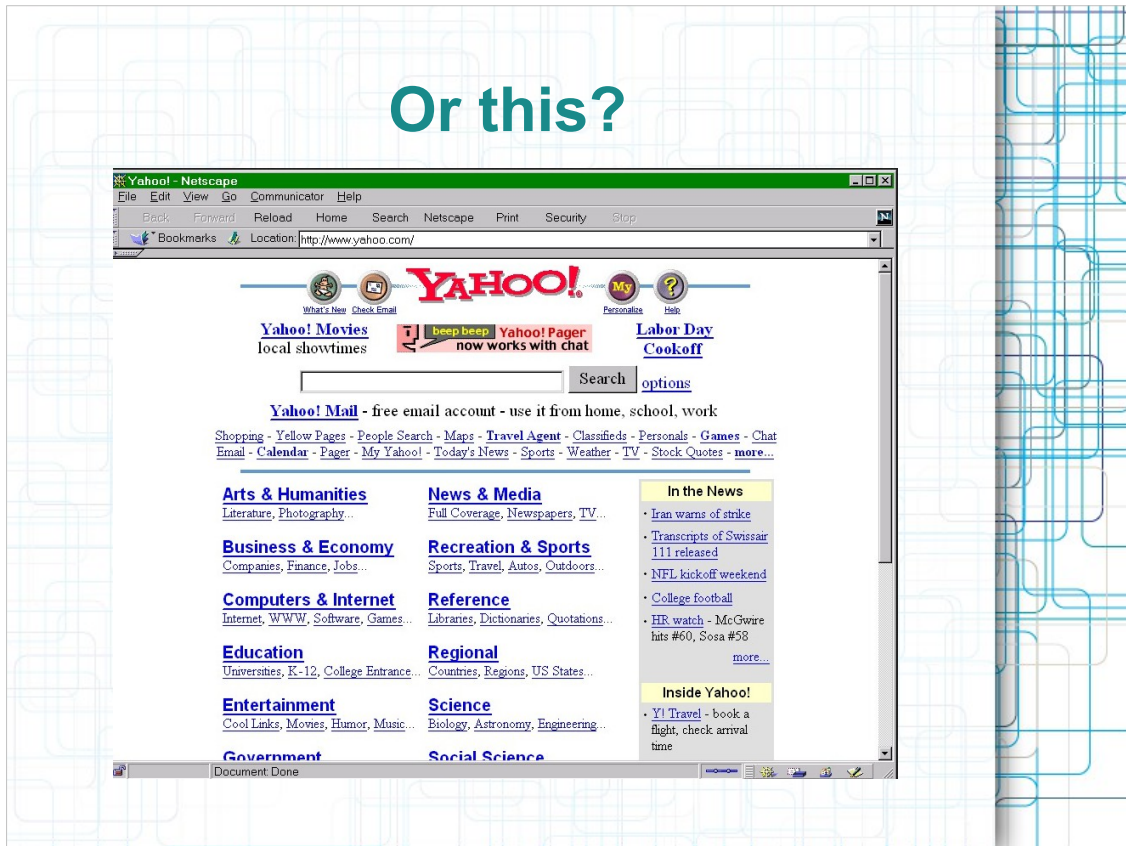 Or this?
Yahoo! - Netscape
File Edit View Go Communicator Help
Back Forward Reload Home Search Netscape Print Security Stop
N
Bookmarks Location: http://www.yahoo.com/
YAHOO!
My
?
What's New Check Email Personalize Help
Yahoo! Movies
local showtimes
beep beep Yahoo! Pager
now works with chat
Labor Day
Cookoff
Search options
Yahoo! Mail - free email account - use it from home, school, work
Shopping - Yellow Pages - People Search - Maps - Travel Agent - Classifieds - Personals - Games - Chat
Email - Calendar - Pager - My Yahoo! - Today's News - Sports - Weather - TV - Stock Quotes - more...
Arts & Humanities
Literature, Photography...
Business & Economy
Companies, Finance, Jobs...
Computers & Internet
Internet, WWW, Software, Games...
Education
Universities, K-12, College Entrance...
Entertainment
Cool Links, Movies, Humor, Music...
Government
News & Media
Full Coverage, Newspapers, TV...
Recreation & Sports
Sports, Travel, Autos, Outdoors...
Reference
Libraries, Dictionaries, Quotations...
Regional
Countries, Regions, US States...
Science
Biology, Astronomy, Engineering...
Social Science
In the News
· Iran warns of strike
· Transcripts of Swissair
111 released
· NFL kickoff weekend
· College football
· HR watch - McGwire
hits #60, Sosa #58
more...
Inside Yahoo!
· Y! Travel - book a
flight, check arrival
time
Document: Done